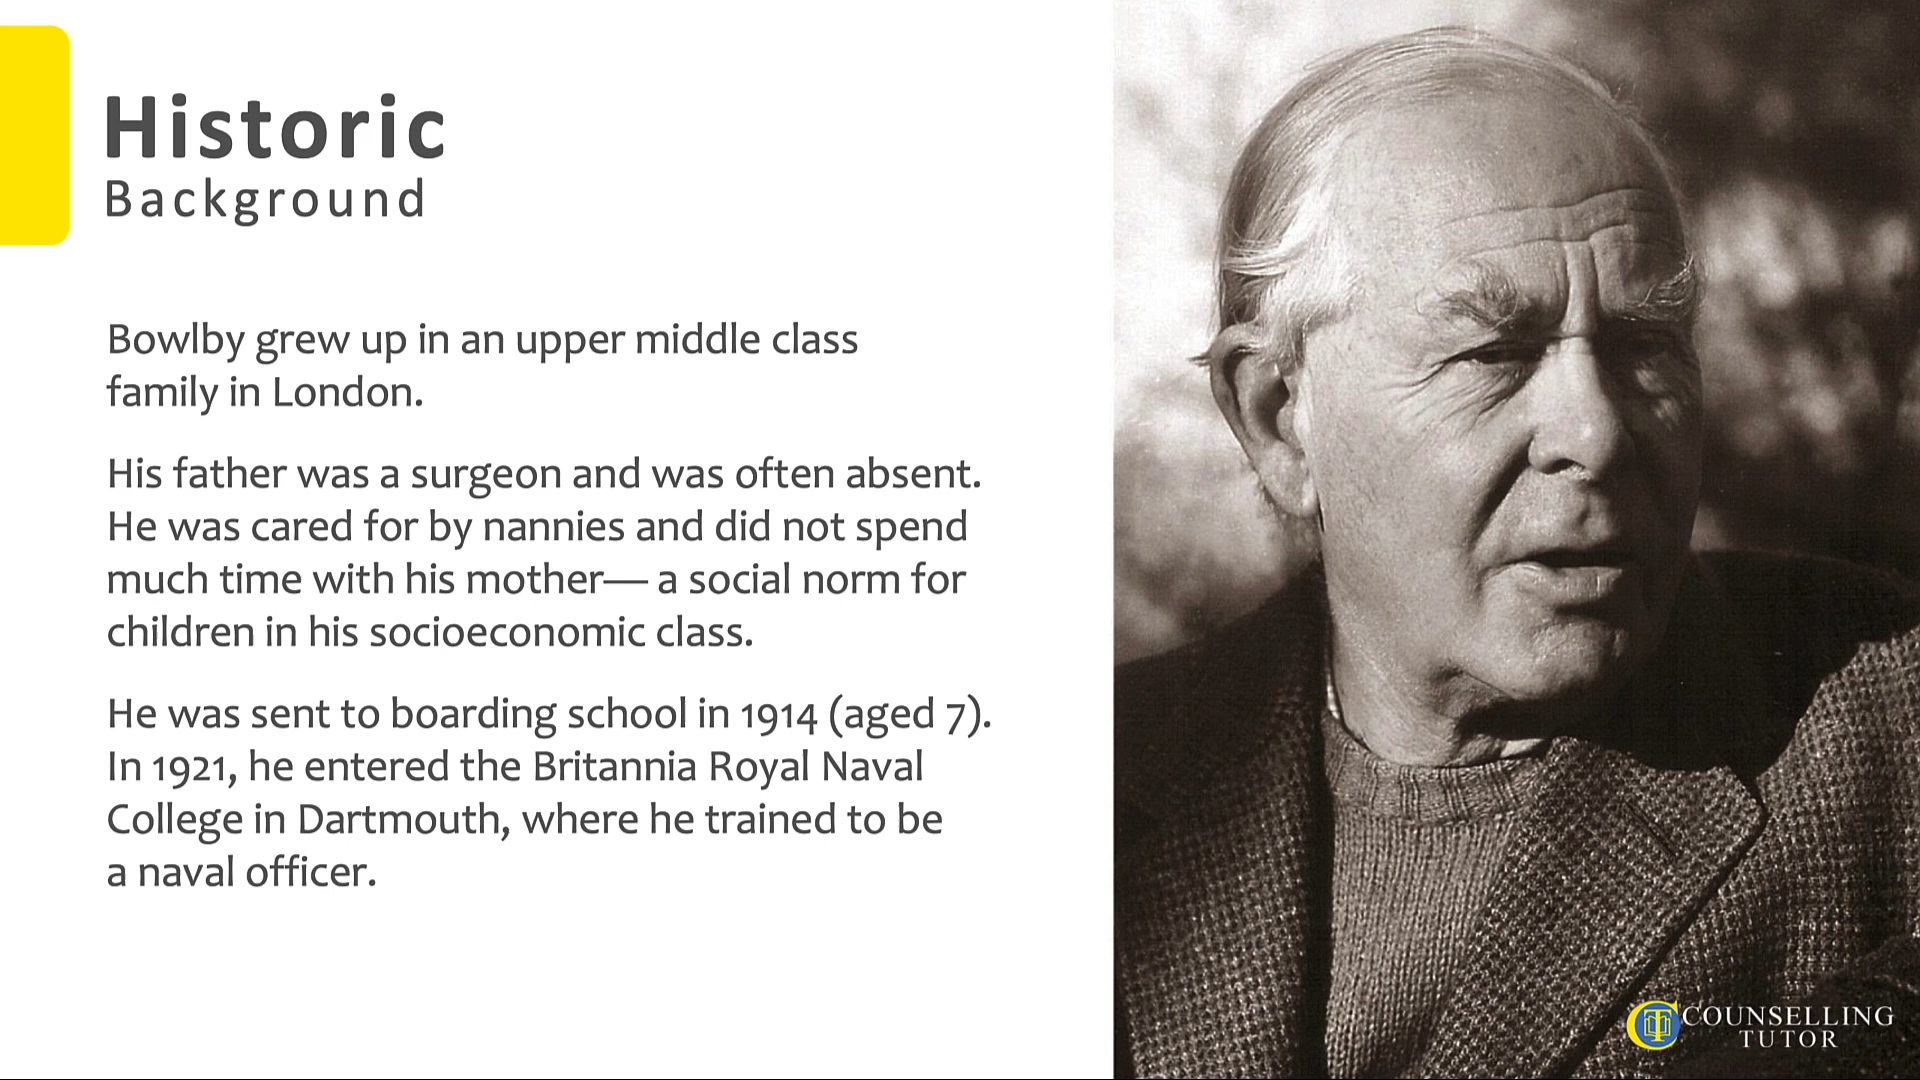 Historic
Background
Bowlby grew up in an upper middle class
family in London.
His father was a surgeon and was often absent.
He was cared for by nannies and did not spend
much time with his mother— a social norm for
children in his socioeconomic class.
He was sent to boarding school in 1914 (aged 7).
In 1921, he entered the Britannia Royal Naval
College in Dartmouth, where he trained to be
a naval officer.
COUNSELLING
TUTOR